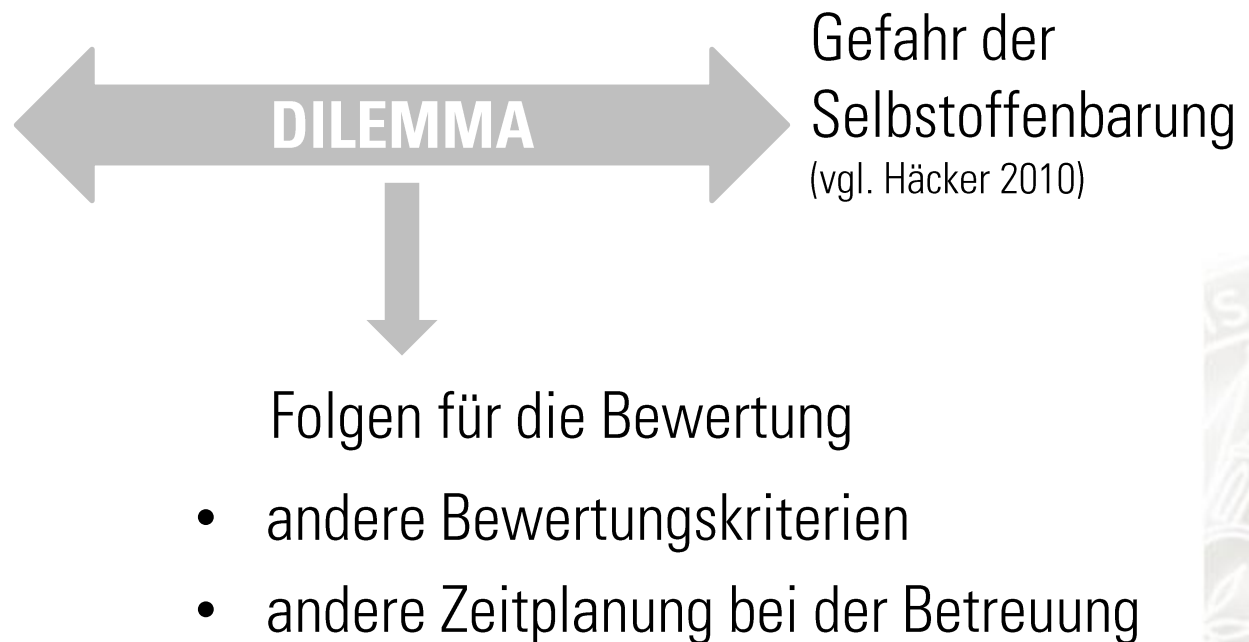 Gefahr der
Selbstoffenbarung
(vgl. Häcker 2010)
DILEMMA
Folgen für die Bewertung
• andere Bewertungskriterien
• andere Zeitplanung bei der Betreuung